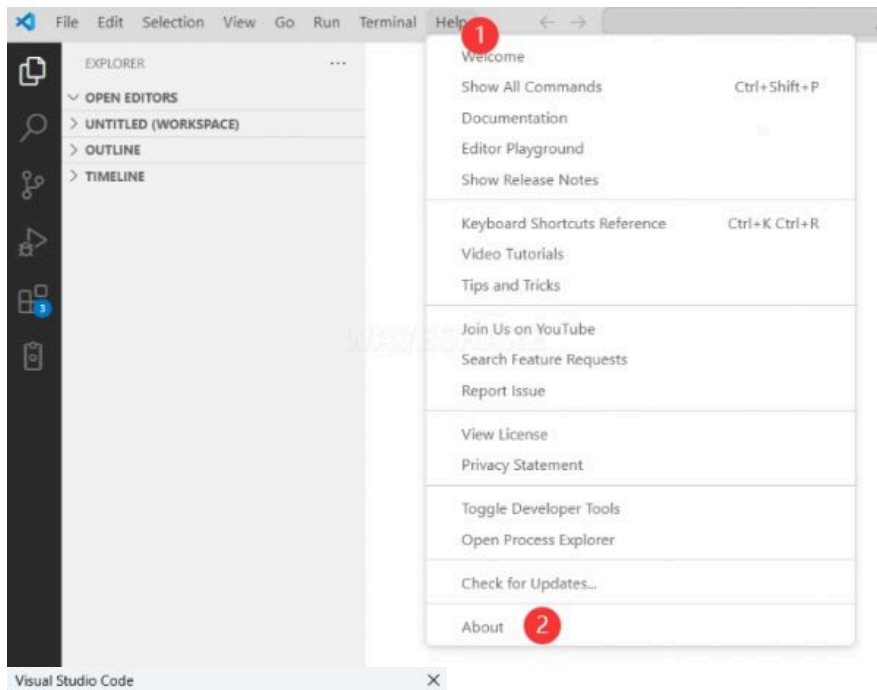 File Edit Selection View Go Run Terminal Help
1
EXPLORER ...
OPEN EDITORS
UNTITLED (WORKSPACE)
OUTLINE
TIMELINE
3
Welcome
Show All Commands Ctrl+Shift+P
Documentation
Editor Playground
Show Release Notes
Keyboard Shortcuts Reference Ctrl+K Ctrl+R
Video Tutorials
Tips and Tricks
Join Us on YouTube
Search Feature Requests
Report Issue
View License
Privacy Statement
Toggle Developer Tools
Open Process Explorer
Check for Updates...
About 2
WAVESHARE
Visual Studio Code